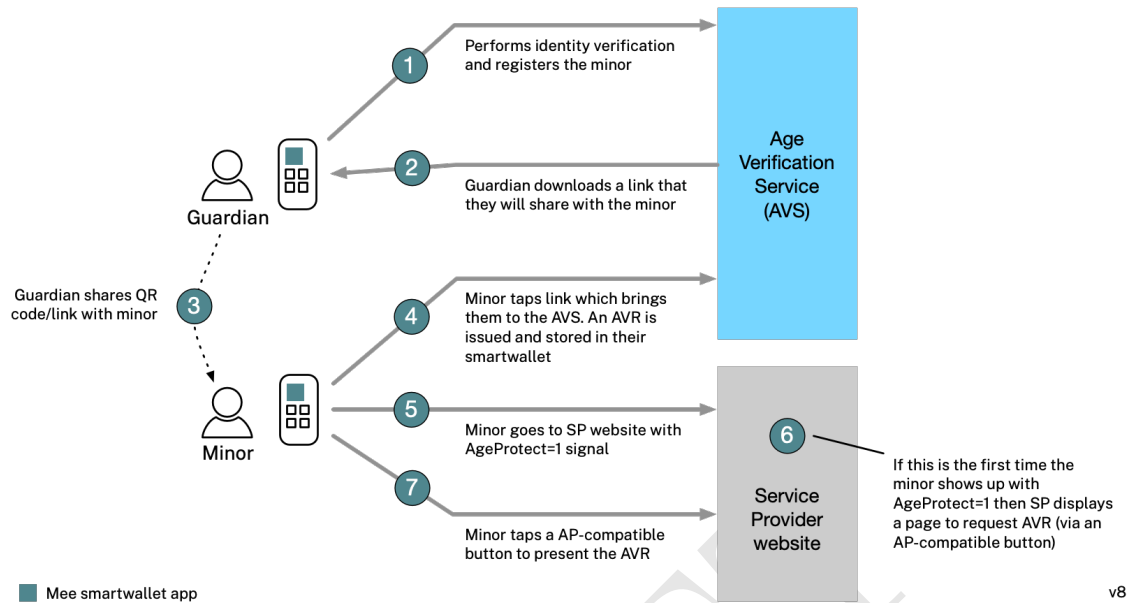 1
Performs identity verification
and registers the minor
Age
Verification
Service
(AVS)
2
Guardian downloads a link that
they will share with the minor
Guardian
3
Guardian shares QR
code/link with minor
4
Minor taps link which brings
them to the AVS. An AVR is
issued and stored in their
smartwallet
Minor
5
Minor goes to SP website with
AgeProtect=1 signal
6
If this is the first time the
minor shows up with
AgeProtect=1 then SP displays
a page to request AVR (via an
AP-compatible button)
Service
Provider
website
7
Minor taps a AP-compatible
button to present the AVR
Mee smartwallet app
v8